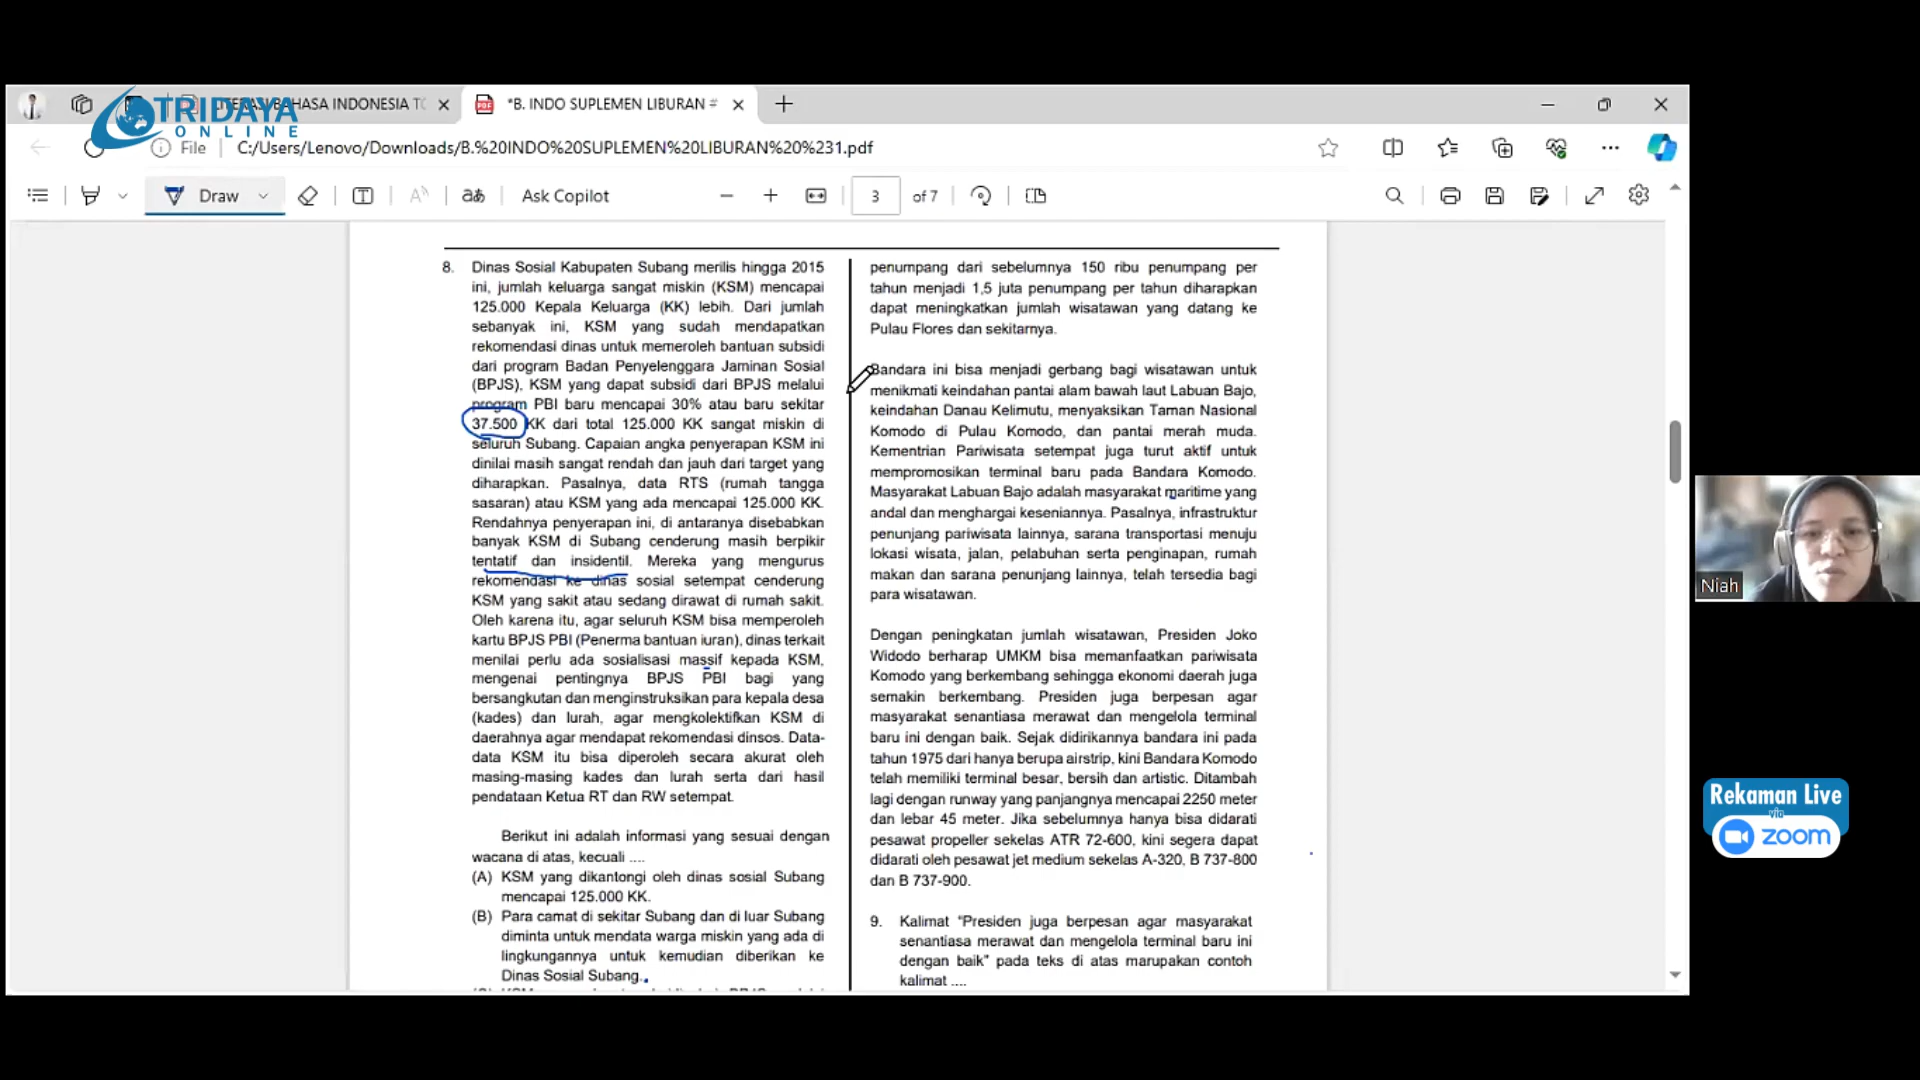 TRIDAYA
ONLINE
BAHASA INDONESIA TO
*B. INDO SUPLEMEN LIBURAN #
File
C:/Users/Lenovo/Downloads/B.%20INDO%20SUPLEMEN%20LIBURAN%20%231.pdf
Draw
Ask Copilot
3
of 7
8. Dinas Sosial Kabupaten Subang merilis hingga 2015
ini, jumlah keluarga sangat miskin (KSM) mencapai
125.000 Kepala Keluarga (KK) lebih. Dari jumlah
sebanyak ini, KSM yang sudah mendapatkan
rekomendasi dinas untuk memeroleh bantuan subsidi
dari program Badan Penyelenggara Jaminan Sosial
(BPJS), KSM yang dapat subsidi dari BPJS melalui
program PBI baru mencapai 30% atau baru sekitar
37.500 KK dari total 125.000 KK sangat miskin di
seluruh Subang. Capaian angka penyerapan KSM ini
dinilai masih sangat rendah dan jauh dari target yang
diharapkan. Pasalnya, data RTS (rumah tangga
sasaran) atau KSM yang ada mencapai 125.000 KK.
Rendahnya penyerapan ini, di antaranya disebabkan
banyak KSM di Subang cenderung masih berpikir
tentatif dan insidentil. Mereka yang mengurus
rekomendasi ke dinas sosial setempat cenderung
KSM yang sakit atau sedang dirawat di rumah sakit.
Oleh karena itu, agar seluruh KSM bisa memperoleh
kartu BPJS PBI (Penerma bantuan iuran), dinas terkait
menilai perlu ada sosialisasi massif kepada KSM,
mengenai pentingnya BPJS PBI bagi yang
bersangkutan dan menginstruksikan para kepala desa
(kades) dan lurah, agar mengkolektifkan KSM di
daerahnya agar mendapat rekomendasi dinsos. Data-
data KSM itu bisa diperoleh secara akurat oleh
masing-masing kades dan lurah serta dari hasil
pendataan Ketua RT dan RW setempat.
Berikut ini adalah informasi yang sesuai dengan
wacana di atas, kecuali ....
(A) KSM yang dikantongi oleh dinas sosial Subang
mencapai 125.000 KK.
(B) Para camat di sekitar Subang dan di luar Subang
diminta untuk mendata warga miskin yang ada di
lingkungannya untuk kemudian diberikan ke
Dinas Sosial Subang.
penumpang dari sebelumnya 150 ribu penumpang per
tahun menjadi 1,5 juta penumpang per tahun diharapkan
dapat meningkatkan jumlah wisatawan yang datang ke
Pulau Flores dan sekitarnya.
Bandara ini bisa menjadi gerbang bagi wisatawan untuk
menikmati keindahan pantai alam bawah laut Labuan Bajo,
keindahan Danau Kelimutu, menyaksikan Taman Nasional
Komodo di Pulau Komodo, dan pantai merah muda.
Kementrian Pariwisata setempat juga turut aktif untuk
mempromosikan terminal baru pada Bandara Komodo.
Masyarakat Labuan Bajo adalah masyarakat maritime yang
andal dan menghargai keseniannya. Pasalnya, infrastruktur
penunjang pariwisata lainnya, sarana transportasi menuju
lokasi wisata, jalan, pelabuhan serta penginapan, rumah
makan dan sarana penunjang lainnya, telah tersedia bagi
para wisatawan.
Dengan peningkatan jumlah wisatawan, Presiden Joko
Widodo berharap UMKM bisa memanfaatkan pariwisata
Komodo yang berkembang sehingga ekonomi daerah juga
semakin berkembang. Presiden juga berpesan agar
masyarakat senantiasa merawat dan mengelola terminal
baru ini dengan baik. Sejak didirikannya bandara ini pada
tahun 1975 dari hanya berupa airstrip, kini Bandara Komodo
telah memiliki terminal besar, bersih dan artistic. Ditambah
lagi dengan runway yang panjangnya mencapai 2250 meter
dan lebar 45 meter. Jika sebelumnya hanya bisa didarati
pesawat propeller sekelas ATR 72-600, kini segera dapat
didarati oleh pesawat jet medium sekelas A-320, B 737-800
dan B 737-900.
9. Kalimat "Presiden juga berpesan agar masyarakat
senantiasa merawat dan mengelola terminal baru ini
dengan baik" pada teks di atas marupakan contoh
kalimat ....
Niah
Rekaman Live
via
zoom